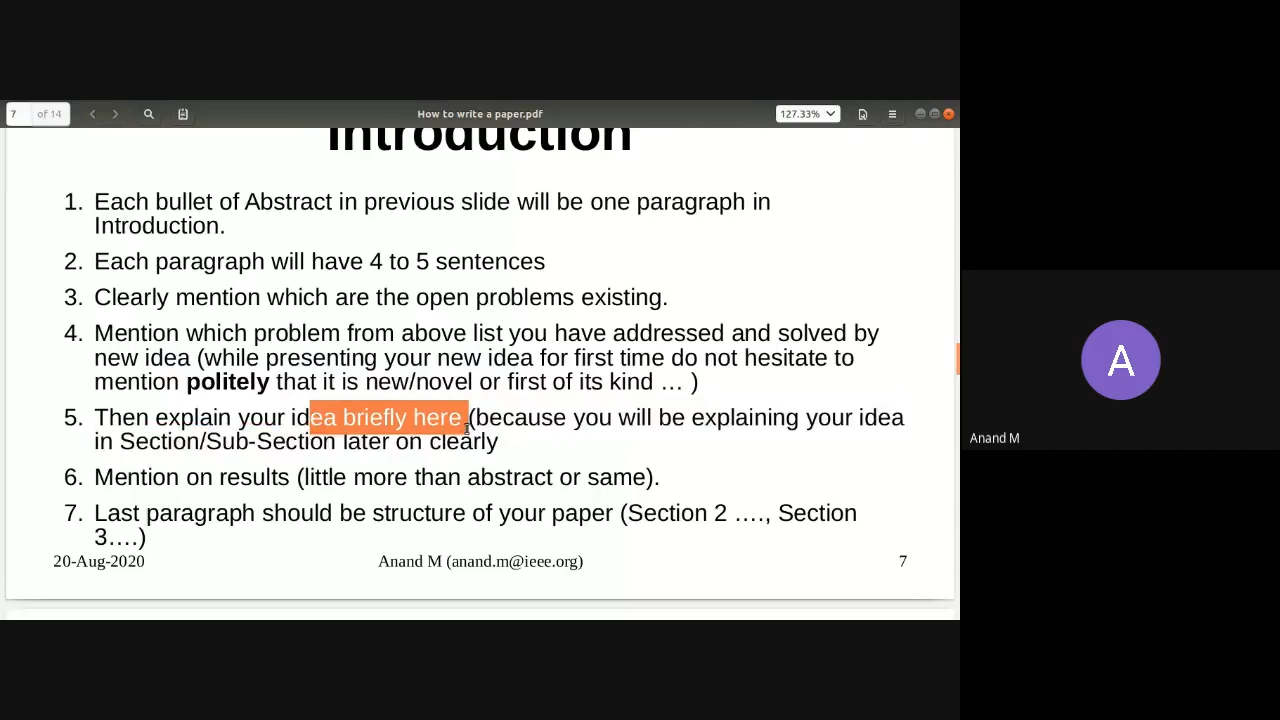 7 of 14 How to write a paper.pdf 127.33%
Introduction
1. Each bullet of Abstract in previous slide will be one paragraph in
Introduction.
2. Each paragraph will have 4 to 5 sentences
3. Clearly mention which are the open problems existing.
4. Mention which problem from above list you have addressed and solved by
new idea (while presenting your new idea for first time do not hesitate to
mention politely that it is new/novel or first of its kind … )
5. Then explain your idea briefly here (because you will be explaining your idea
in Section/Sub-Section later on clearly
6. Mention on results (little more than abstract or same).
7. Last paragraph should be structure of your paper (Section 2 …., Section
3….)
20-Aug-2020 Anand M (anand.m@ieee.org) 7
A
Anand M